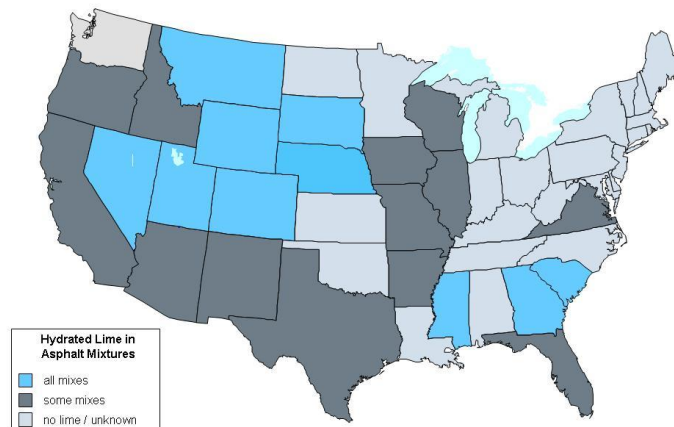 Hydrated Lime in
Asphalt Mixtures
all mixes
some mixes
no lime / unknown